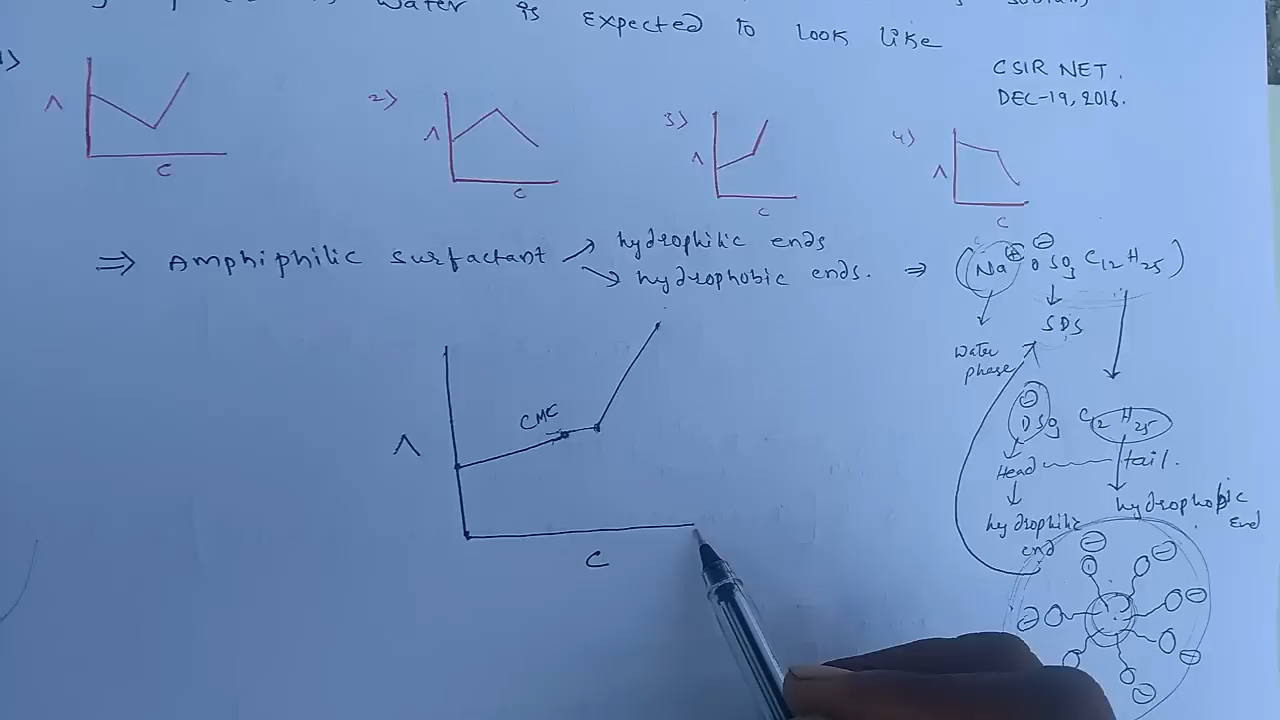 water is expected to look like
CSIR NET.
DEC-19, 2016.
1)
Λ
C
2)
Λ
C
3)
Λ
C
4)
Λ
C
⇒ Amphiphilic surfactant
hydrophilic ends
hydrophobic ends.
⇒ (Na⊕ ⊖OSO3 C12H25)
SDS
water phase
⊖
OSO3 C12H25
Head tail.
hydrophilic end
hydrophobic End
CMC
Λ
C